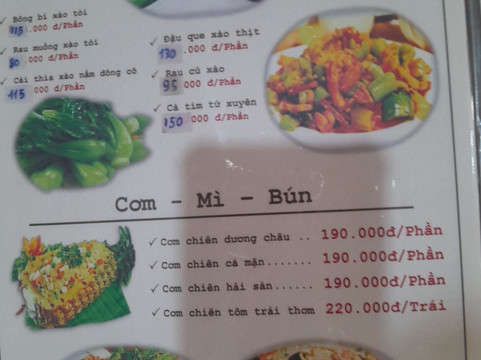 ✓ Bông bí xào tỏi
115.000 đ/Phần
✓ Rau muống xào tỏi
80.000 đ/Phần
✓ Cải thìa xào nấm đông cô
115.000 đ/Phần
✓ Đậu que xào thịt
130.000 đ/Phần
✓ Rau củ xào
95.000 đ/Phần
✓ Cà tím tứ xuyên
150.000 đ/Phần
Cơm - Mì - Bún
✓ Cơm chiên dương châu .. 190.000đ/Phần
✓ Cơm chiên cá mặn....... 190.000đ/Phần
✓ Cơm chiên hải sản...... 190.000đ/Phần
✓ Cơm chiên tôm trái thơm 220.000đ/Trái